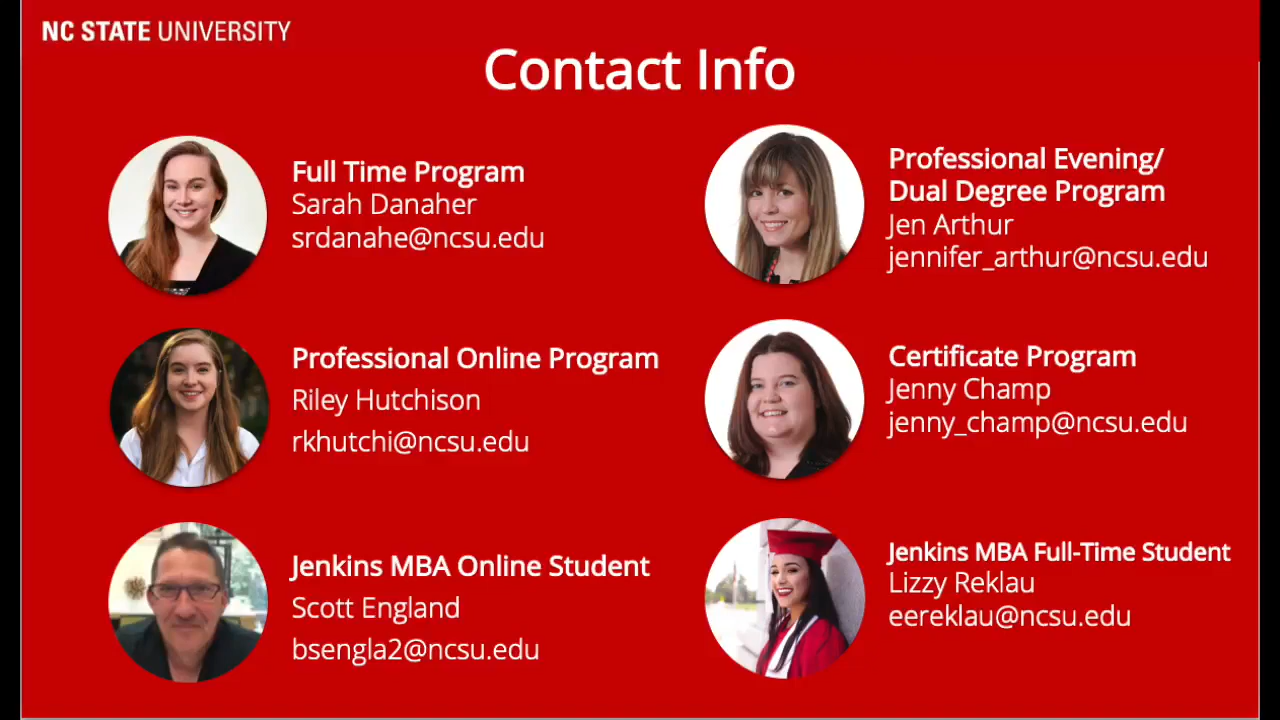 NC STATE UNIVERSITY
Contact Info
Full Time Program
Sarah Danaher
srdanahe@ncsu.edu
Professional Evening/
Dual Degree Program
Jen Arthur
jennifer_arthur@ncsu.edu
Professional Online Program
Riley Hutchison
rkhutchi@ncsu.edu
Certificate Program
Jenny Champ
jenny_champ@ncsu.edu
Jenkins MBA Online Student
Scott England
bsengla2@ncsu.edu
Jenkins MBA Full-Time Student
Lizzy Reklau
eereklau@ncsu.edu